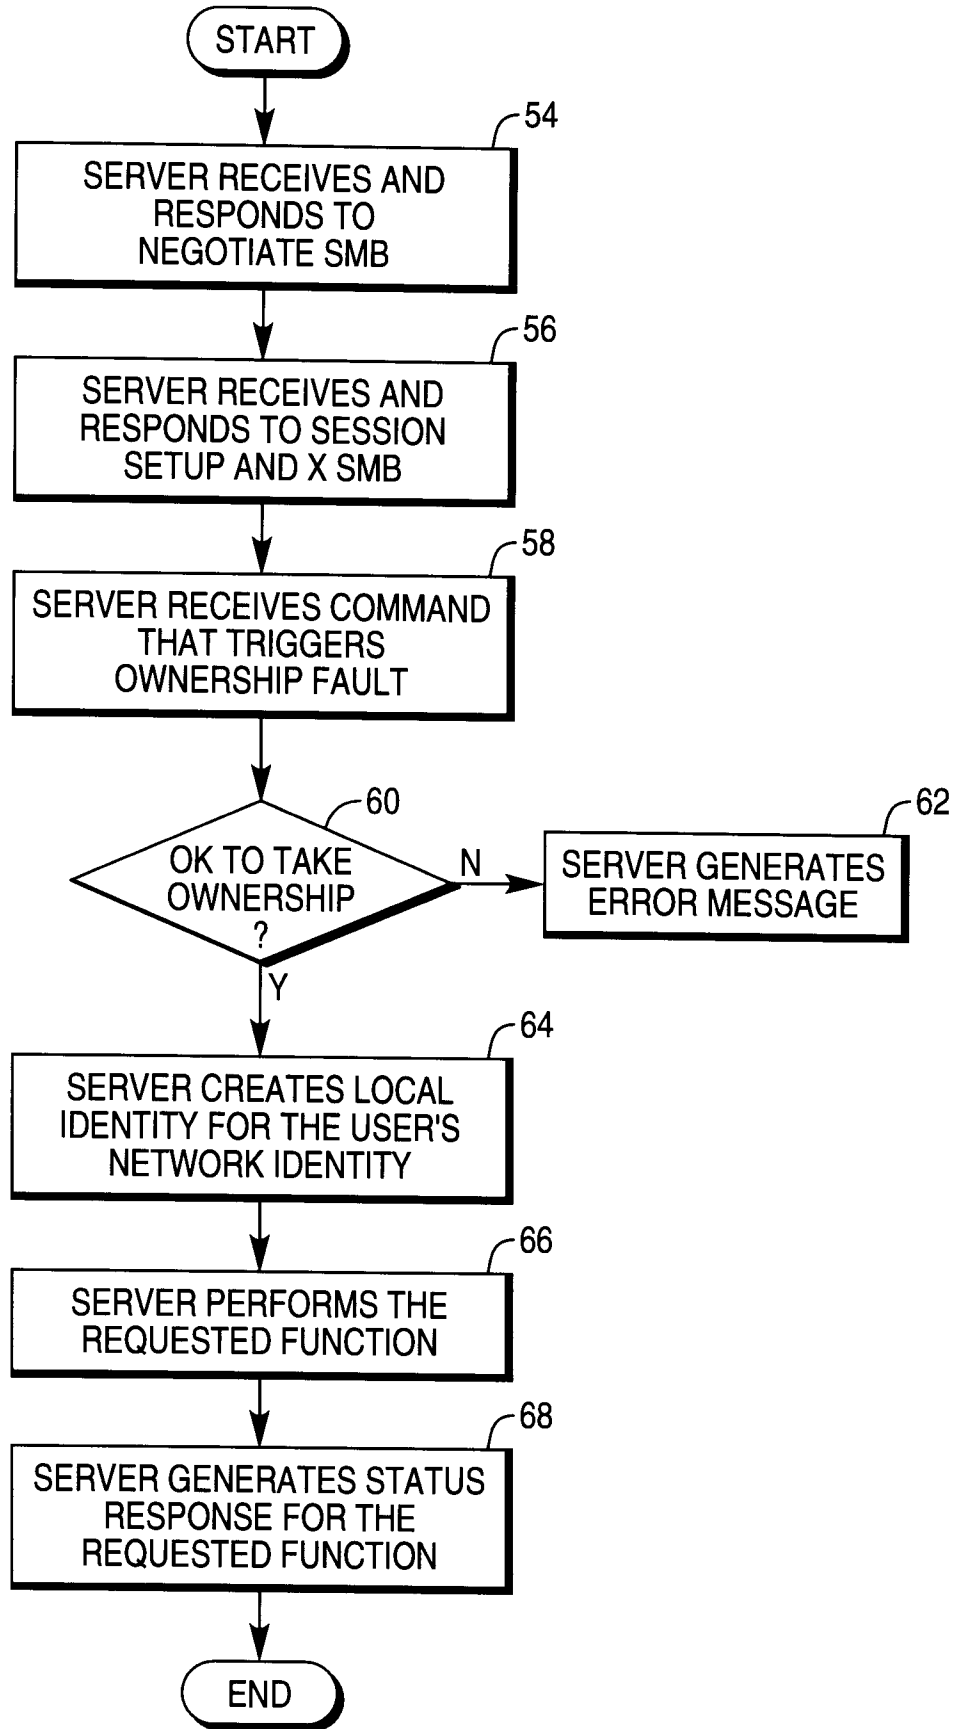 START
54
SERVER RECEIVES AND
RESPONDS TO
NEGOTIATE SMB
56
SERVER RECEIVES AND
RESPONDS TO SESSION
SETUP AND X SMB
58
SERVER RECEIVES COMMAND
THAT TRIGGERS
OWNERSHIP FAULT
60
OK TO TAKE
OWNERSHIP
?
N
62
SERVER GENERATES
ERROR MESSAGE
Y
64
SERVER CREATES LOCAL
IDENTITY FOR THE USER'S
NETWORK IDENTITY
66
SERVER PERFORMS THE
REQUESTED FUNCTION
68
SERVER GENERATES STATUS
RESPONSE FOR THE
REQUESTED FUNCTION
END